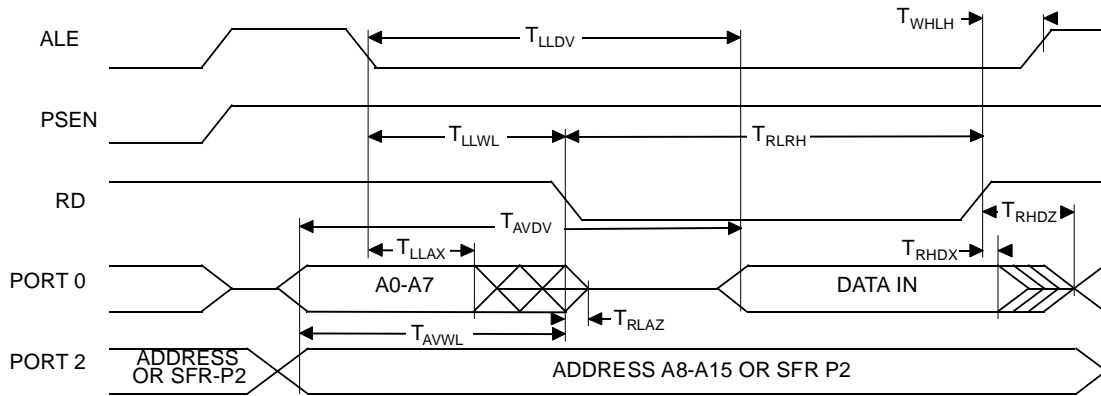 ALE
T_LLDV
T_WHLH
PSEN
T_LLWL
T_RLRH
RD
T_AVDV
T_RHDZ
T_LLAX
T_RHDX
PORT 0
A0-A7
DATA IN
T_RLAZ
T_AVWL
PORT 2
ADDRESS
OR SFR-P2
ADDRESS A8-A15 OR SFR P2